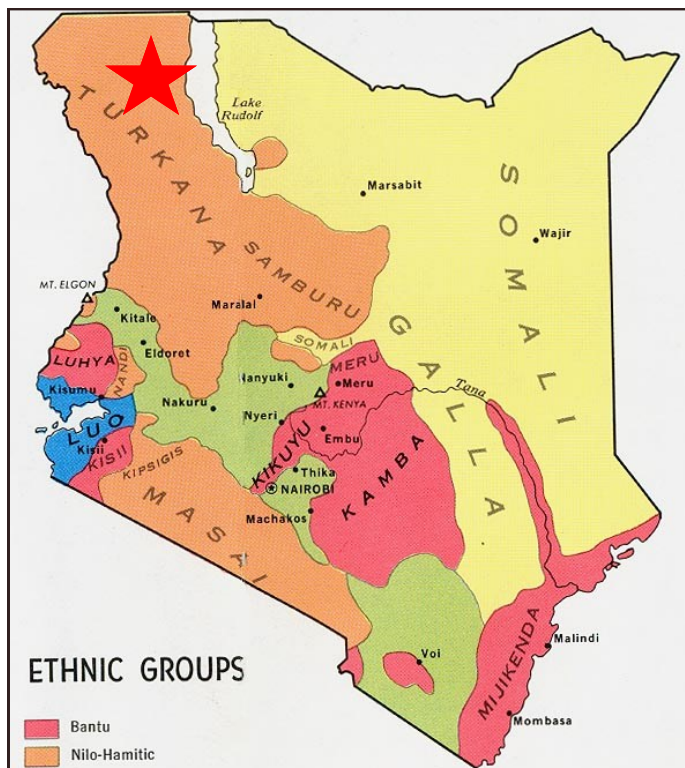 Lake
Rudolf
TURKANA
SOMALI
Marsabit
Wajir
SAMBURU
MT. ELGON
Maralal
Kitale
GALLA
SOMALI
Eldoret
LUHYA
NANDI
MERU
Nanyuki
Meru
Tana
Kisumu
MT. KENYA
Nakuru
LUO
Nyeri
Embu
Kisii
KISII
KIKUYU
KAMBA
KIPSIGIS
Thika
NAIROBI
MASAI
Machakos
Voi
Malindi
MIJIKENDA
ETHNIC GROUPS
Mombasa
Bantu
Nilo-Hamitic